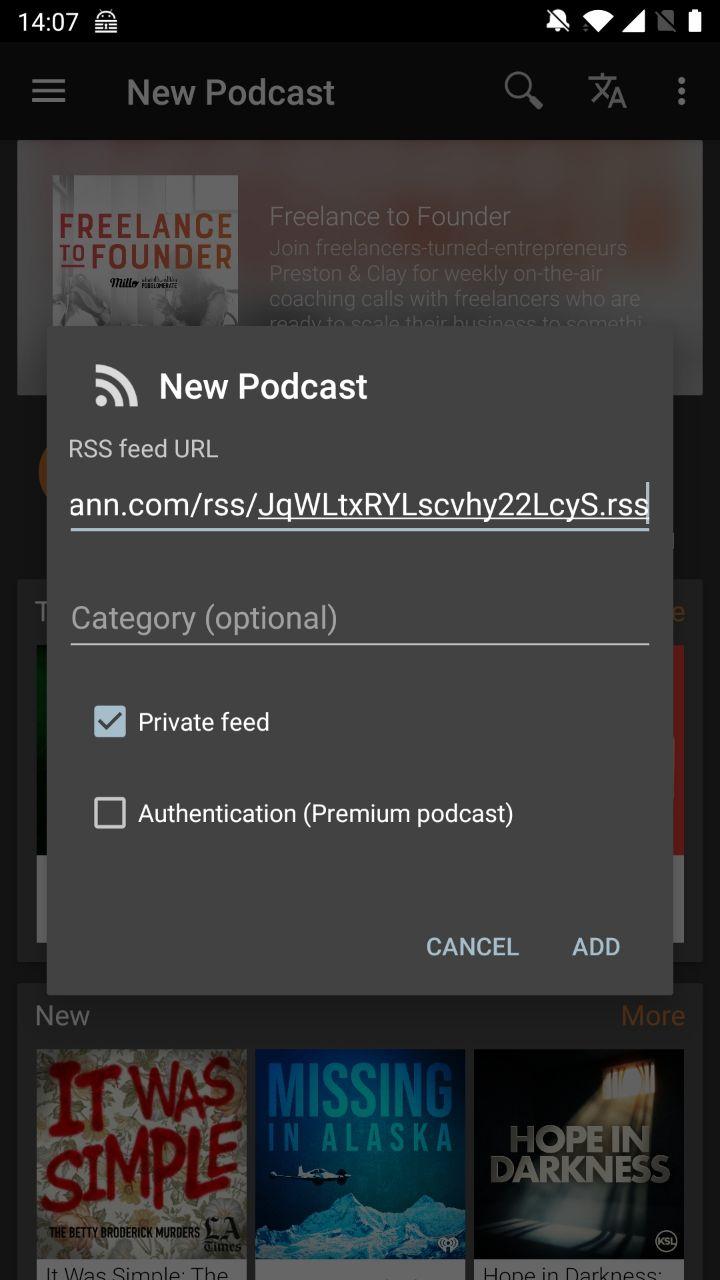 14:07
New Podcast
FREELANCE
TO FOUNDER
Millo
PODGLOMERATE
Freelance to Founder
Join freelancers-turned-entrepreneurs
Preston & Clay for weekly on-the-air
coaching calls with freelancers who are
ready to scale their business to somethi
New Podcast
RSS feed URL
ann.com/rss/JqWLtxRYLscvhy22LcyS.rss
Category (optional)
Private feed
Authentication (Premium podcast)
CANCEL ADD
New More
IT WAS
SIMPLE
THE BETTY BRODERICK MURDERS
LA
Times
MISSING
IN ALASKA
HOPE IN
DARKNESS
KSL
It Was Simple: The
Hope in Darkness: